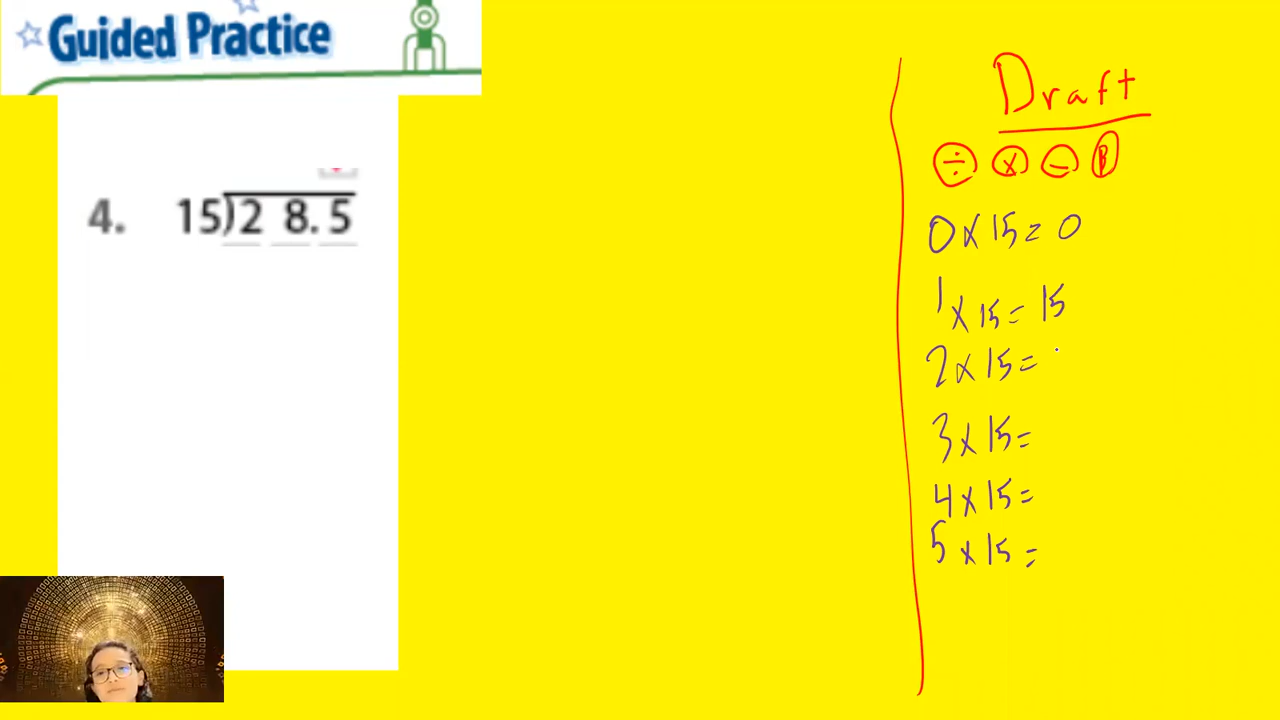 Guided Practice
4. 15)2 8.5
Draft
÷ × − B
0 × 15 = 0
1 × 15 = 15
2 × 15 =
3 × 15 =
4 × 15 =
5 × 15 =